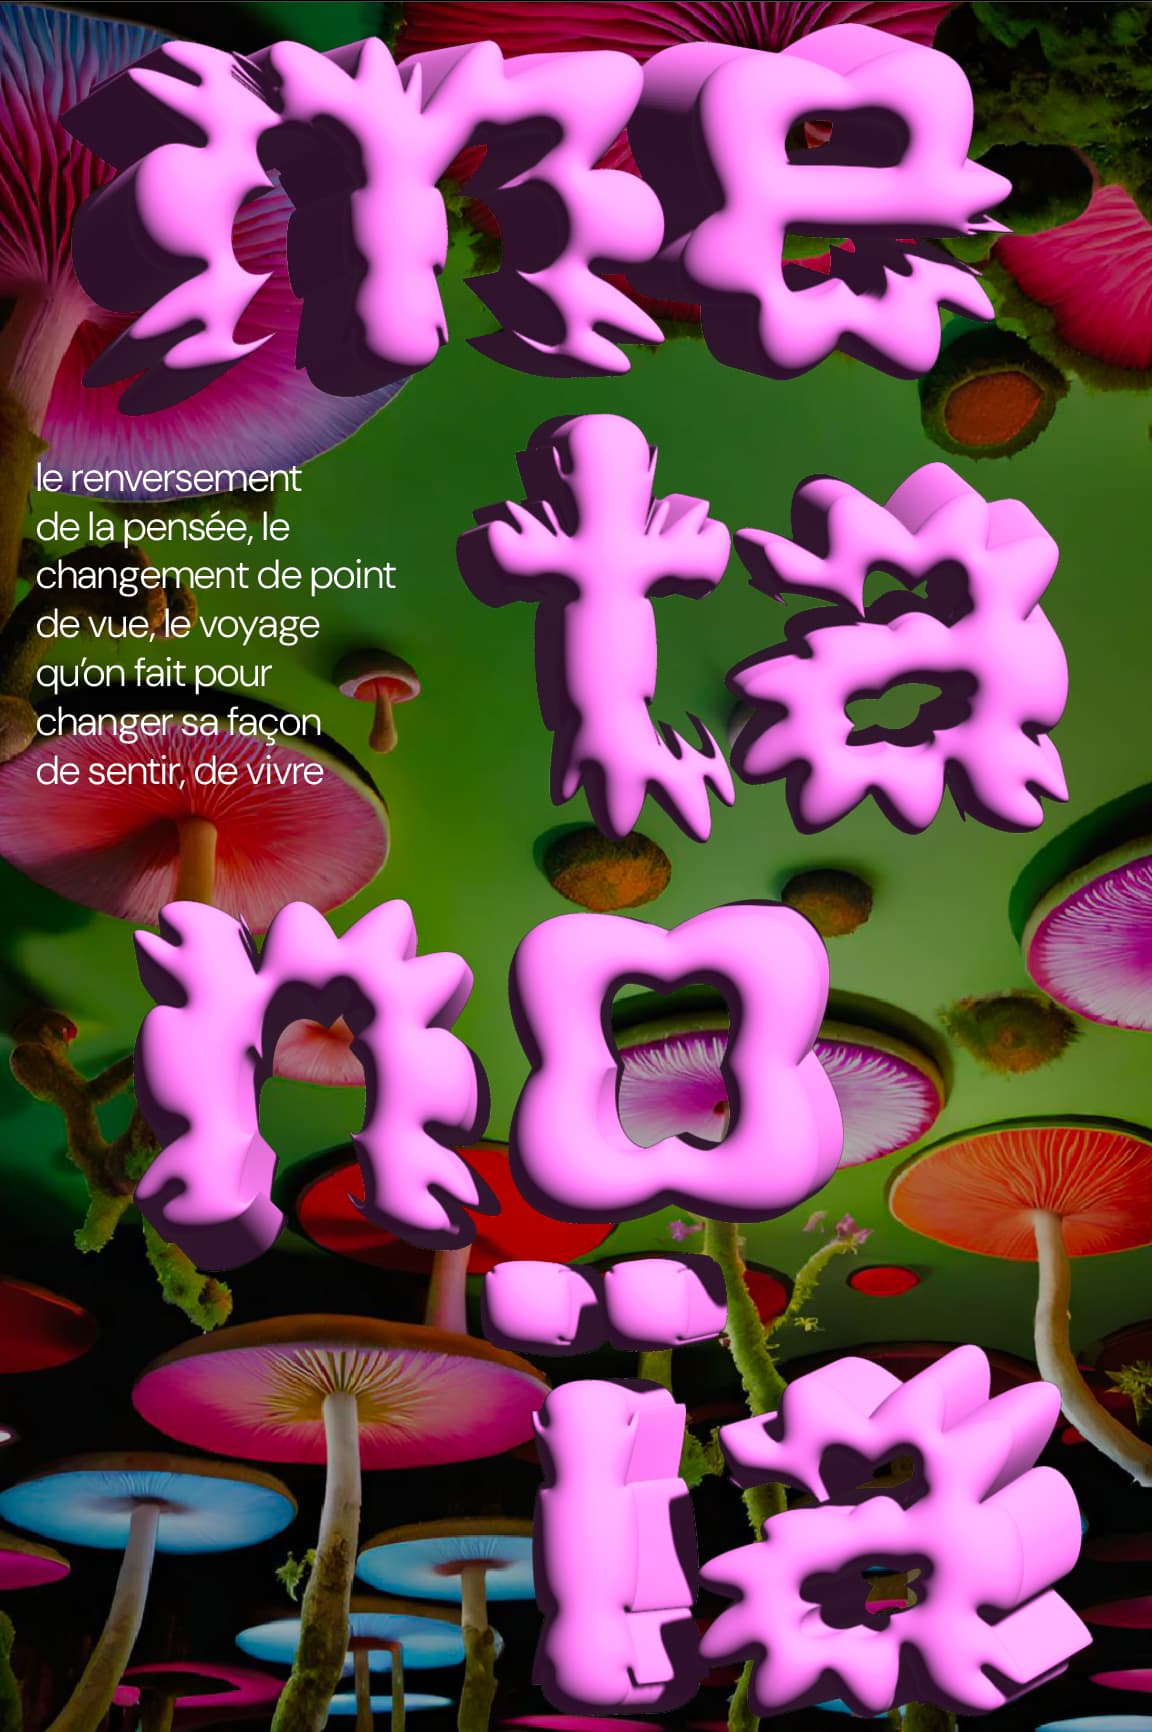 me
le renversement
de la pensée, le
changement de point
de vue, le voyage
qu’on fait pour
changer sa façon
de sentir, de vivre
ta
no
ïa